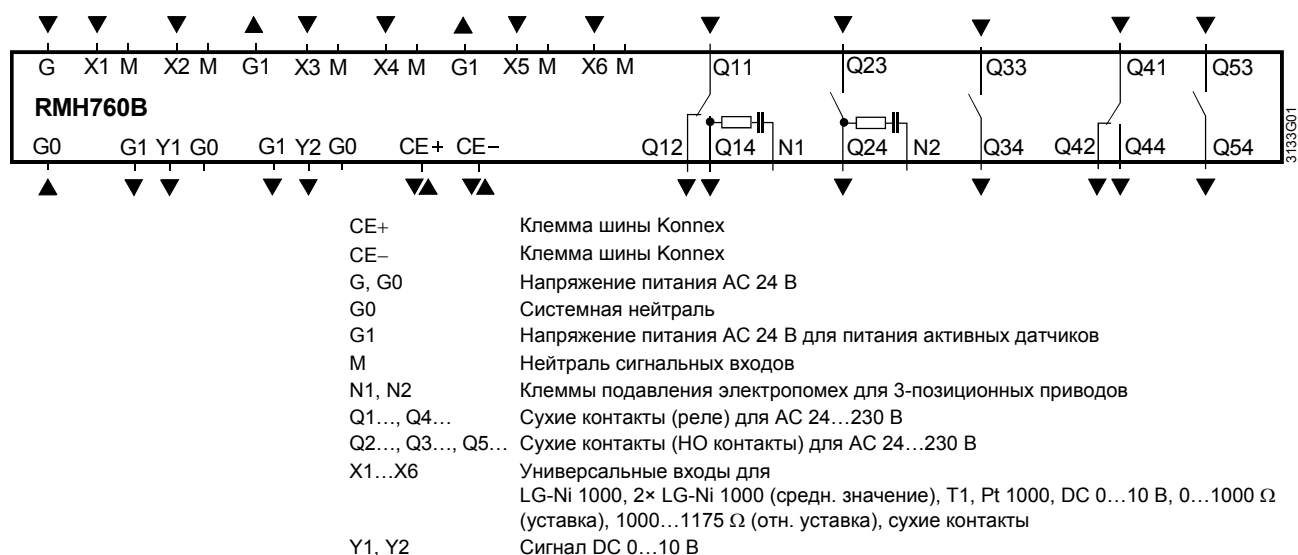 G X1 M X2 M G1 X3 M X4 M G1 X5 M X6 M Q11 Q23 Q33 Q41 Q53
RMH760B
G0 G1 Y1 G0 G1 Y2 G0 CE+ CE− Q12 Q14 N1 Q24 N2 Q34 Q42 Q44 Q54
3133G01
CE+ Клемма шины Konnex
CE− Клемма шины Konnex
G, G0 Напряжение питания AC 24 В
G0 Системная нейтраль
G1 Напряжение питания AC 24 В для питания активных датчиков
M Нейтраль сигнальных входов
N1, N2 Клеммы подавления электропомех для 3-позиционных приводов
Q1…, Q4… Сухие контакты (реле) для AC 24…230 В
Q2…, Q3…, Q5… Сухие контакты (НО контакты) для AC 24…230 В
X1…X6 Универсальные входы для
LG-Ni 1000, 2× LG-Ni 1000 (средн. значение), T1, Pt 1000, DC 0…10 В, 0…1000 Ω
(уставка), 1000…1175 Ω (отн. уставка), сухие контакты
Y1, Y2 Сигнал DC 0…10 В